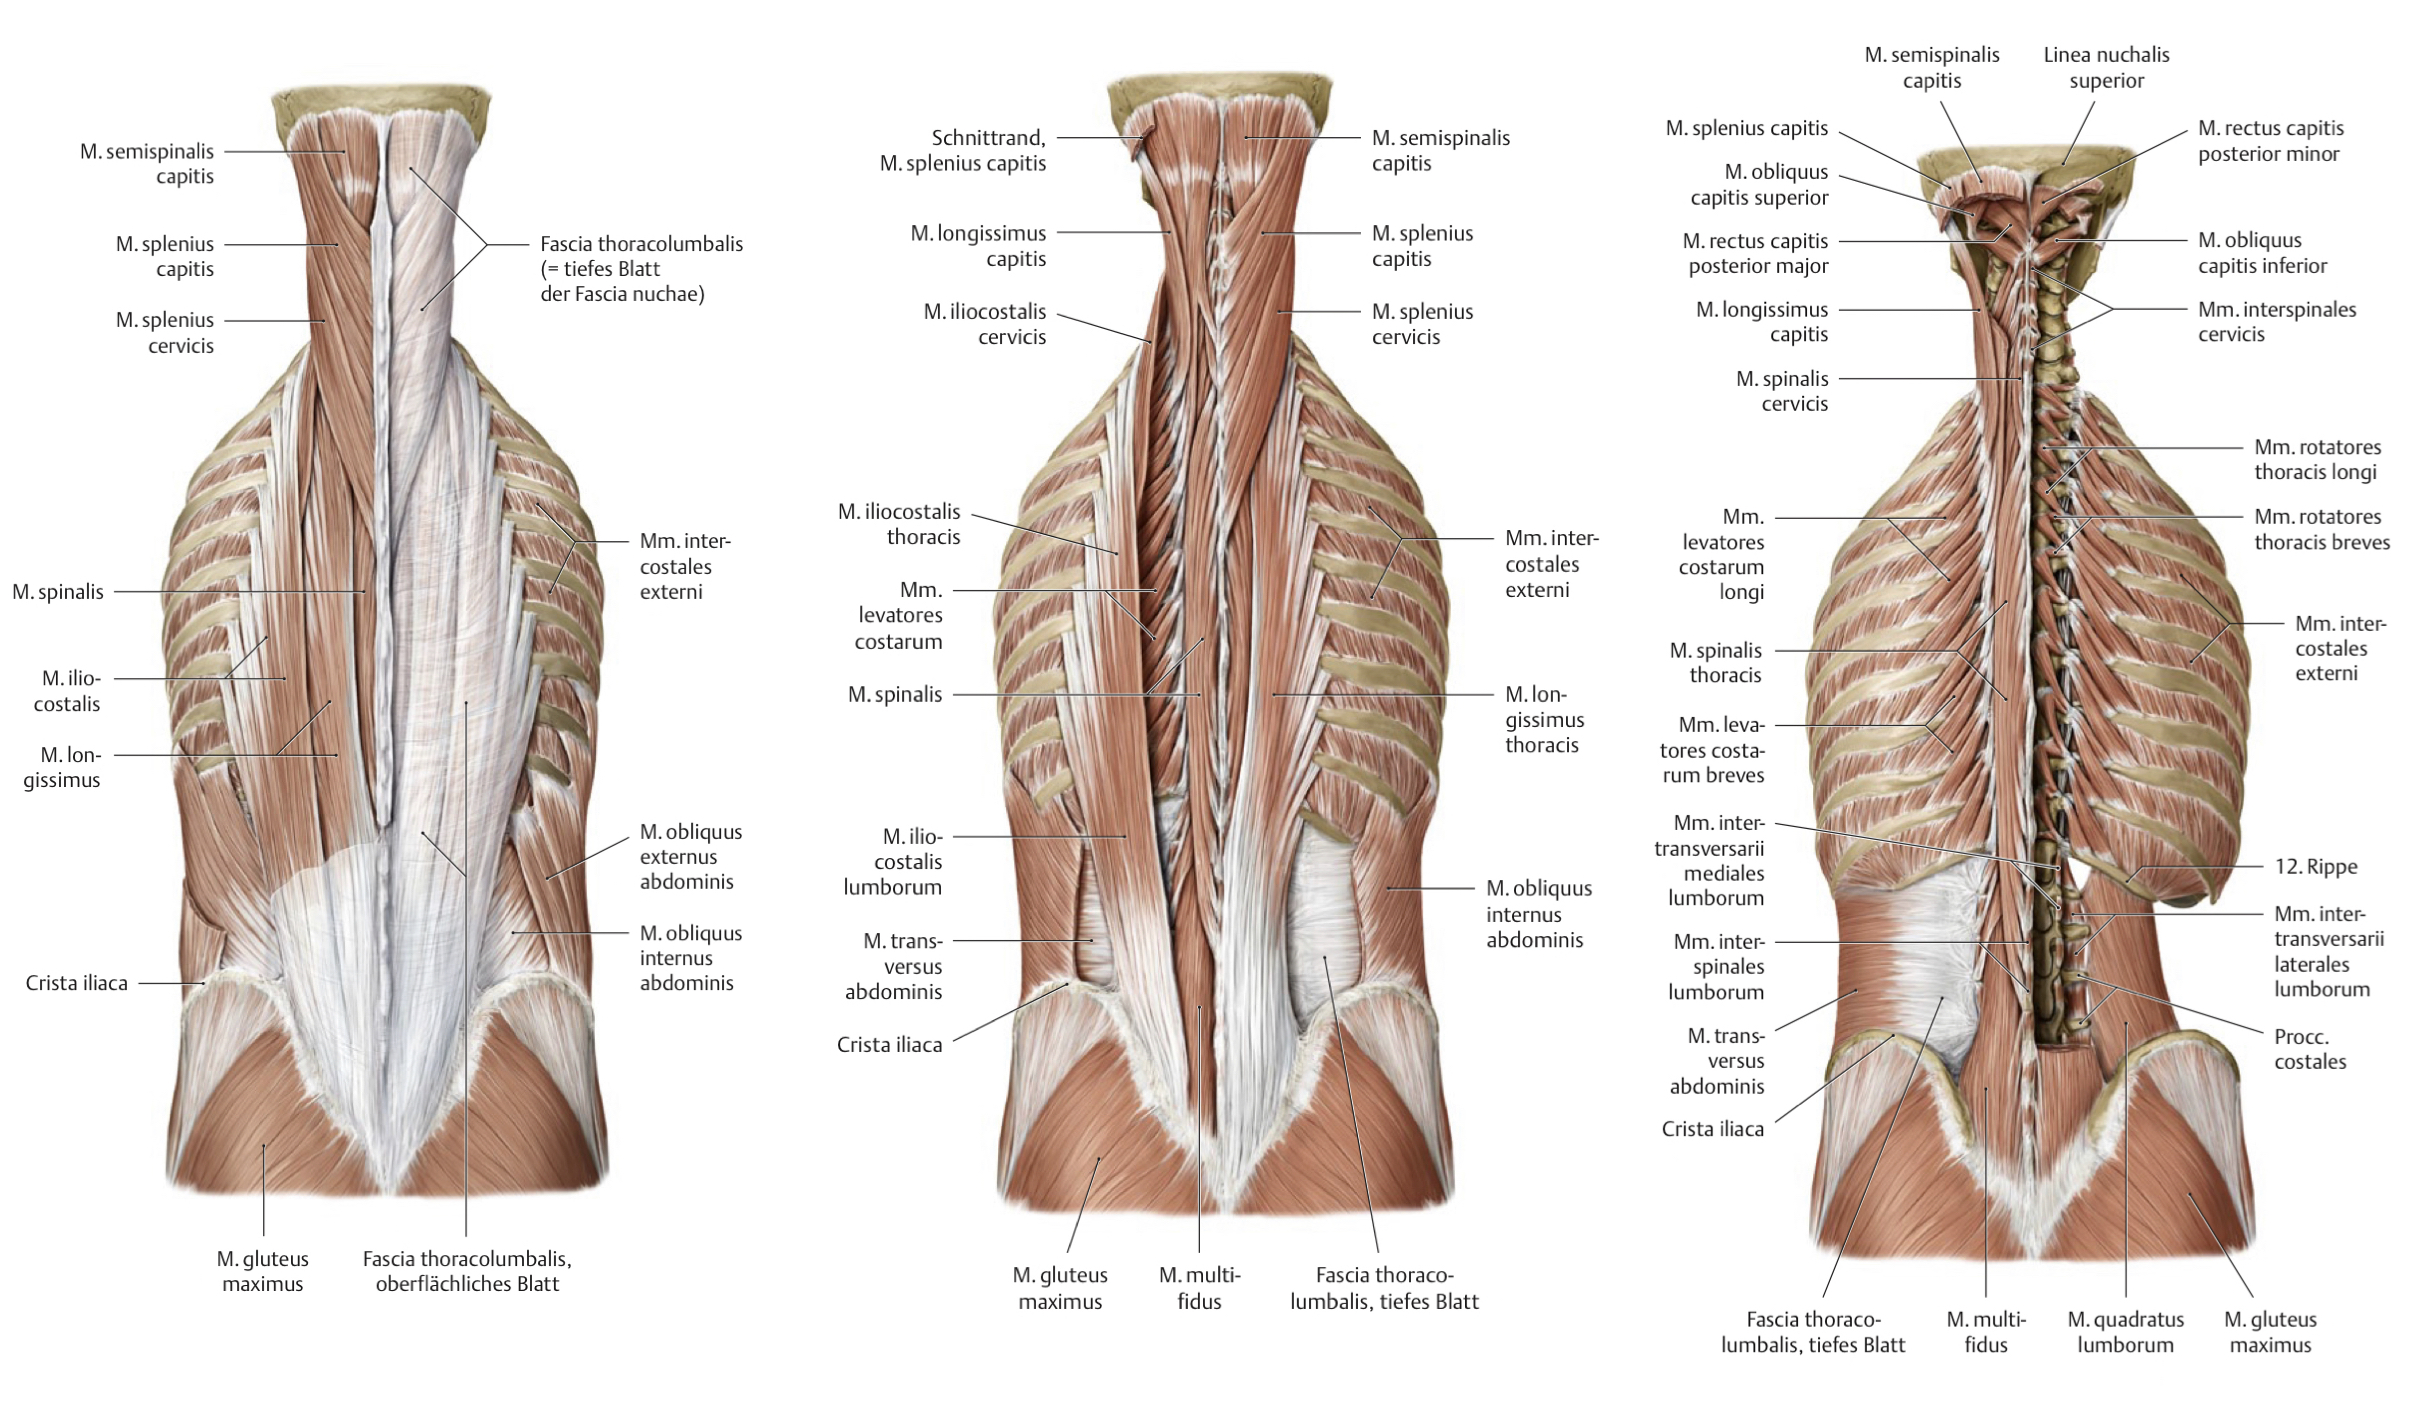 M. semispinalis
capitis
M. splenius
capitis
M. splenius
cervicis
M. spinalis
M. ilio-
costalis
M. lon-
gissimus
Crista iliaca
M. gluteus
maximus
Fascia thoracolumbalis,
oberflächliches Blatt
Fascia thoracolumbalis
(= tiefes Blatt
der Fascia nuchae)
Mm. inter-
costales
externi
M. obliquus
externus
abdominis
M. obliquus
internus
abdominis
Schnittrand,
M. splenius capitis
M. longissimus
capitis
M. iliocostalis
cervicis
M. iliocostalis
thoracis
Mm.
levatores
costarum
M. spinalis
M. ilio-
costalis
lumborum
M. trans-
versus
abdominis
Crista iliaca
M. gluteus
maximus
M. multi-
fidus
Fascia thoraco-
lumbalis, tiefes Blatt
M. semispinalis
capitis
M. splenius
capitis
M. splenius
cervicis
Mm. inter-
costales
externi
M. lon-
gissimus
thoracis
M. obliquus
internus
abdominis
M. semispinalis
capitis
Linea nuchalis
superior
M. splenius capitis
M. obliquus
capitis superior
M. rectus capitis
posterior major
M. longissimus
capitis
M. spinalis
cervicis
Mm.
levatores
costarum
longi
M. spinalis
thoracis
Mm. leva-
tores costa-
rum breves
Mm. inter-
transversarii
mediales
lumborum
Mm. inter-
spinales
lumborum
M. trans-
versus
abdominis
Crista iliaca
Fascia thoraco-
lumbalis, tiefes Blatt
M. multi-
fidus
M. quadratus
lumborum
M. gluteus
maximus
M. rectus capitis
posterior minor
M. obliquus
capitis inferior
Mm. interspinales
cervicis
Mm. rotatores
thoracis longi
Mm. rotatores
thoracis breves
Mm. inter-
costales
externi
12. Rippe
Mm. inter-
transversarii
laterales
lumborum
Procc.
costales